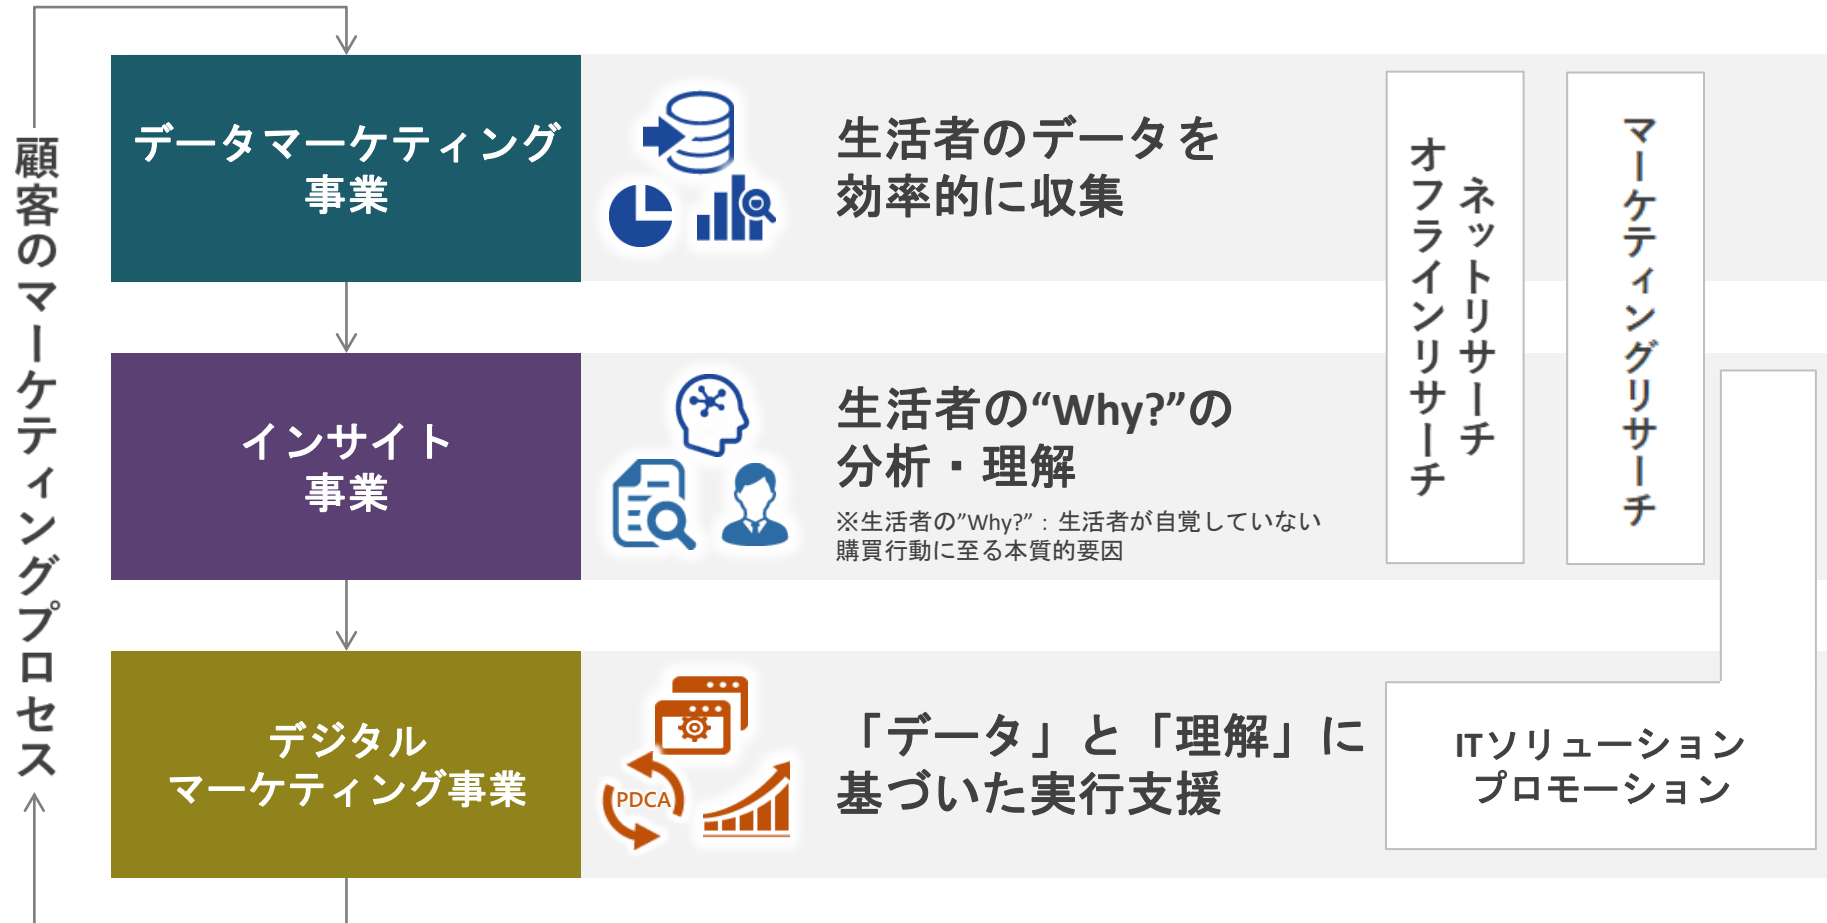 顧客のマーケティングプロセス
データマーケティング
事業
生活者のデータを
効率的に収集
ネットリサーチ
オフラインリサーチ
マーケティングリサーチ
インサイト
事業
生活者の“Why?”の
分析・理解
※生活者の”Why?”：生活者が自覚していない
購買行動に至る本質的要因
デジタル
マーケティング事業
PDCA
「データ」と「理解」に
基づいた実行支援
ITソリューション
プロモーション